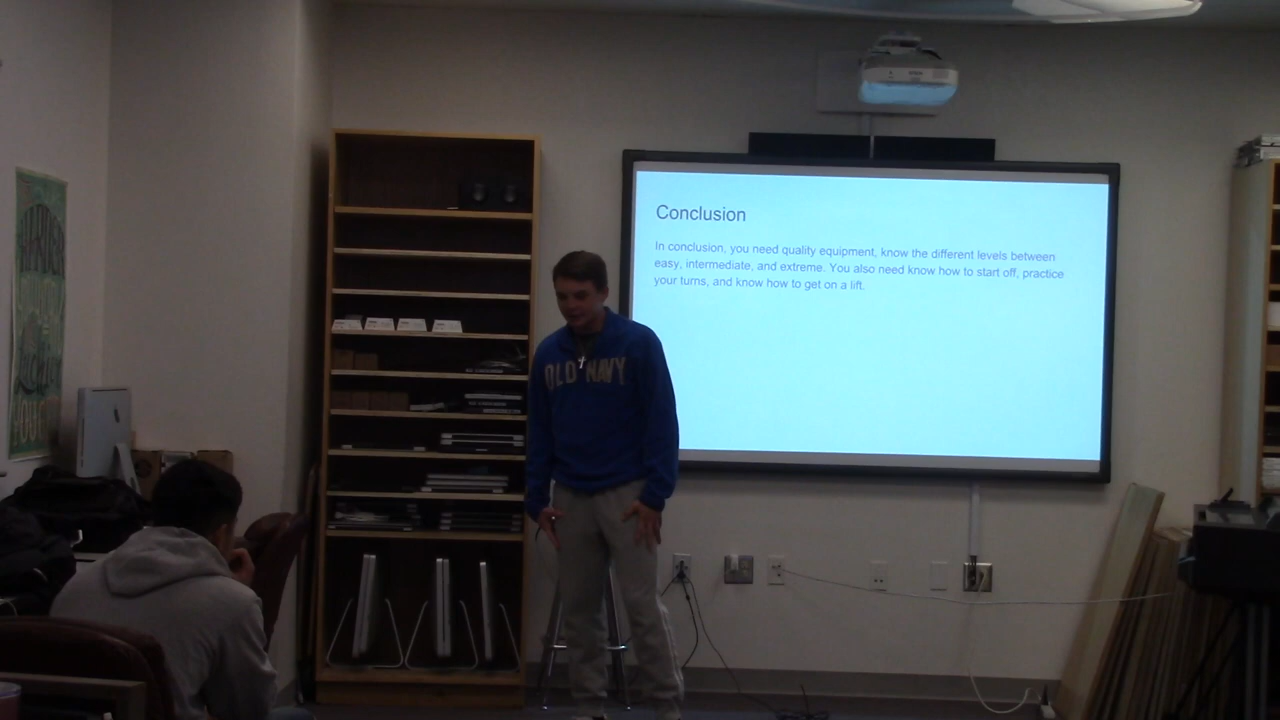 Conclusion
In conclusion, you need quality equipment, know the different levels between
easy, intermediate, and extreme. You also need know how to start off, practice
your turns, and know how to get on a lift.
OLD NAVY